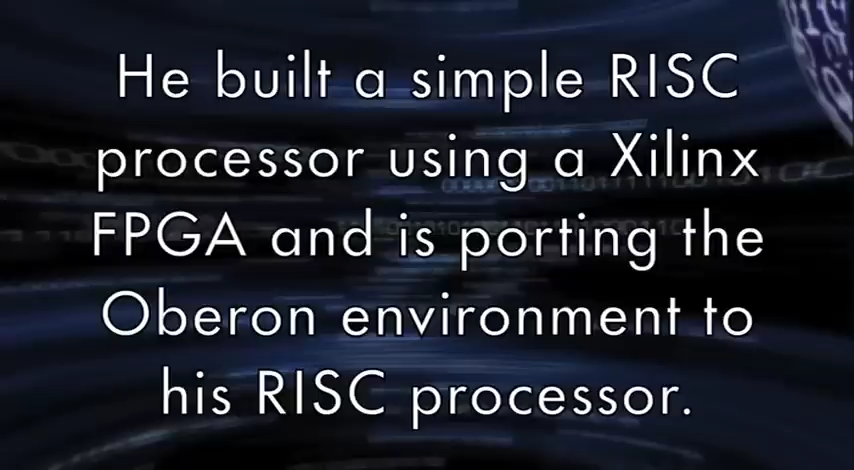 He built a simple RISC
processor using a Xilinx
FPGA and is porting the
Oberon environment to
his RISC processor.